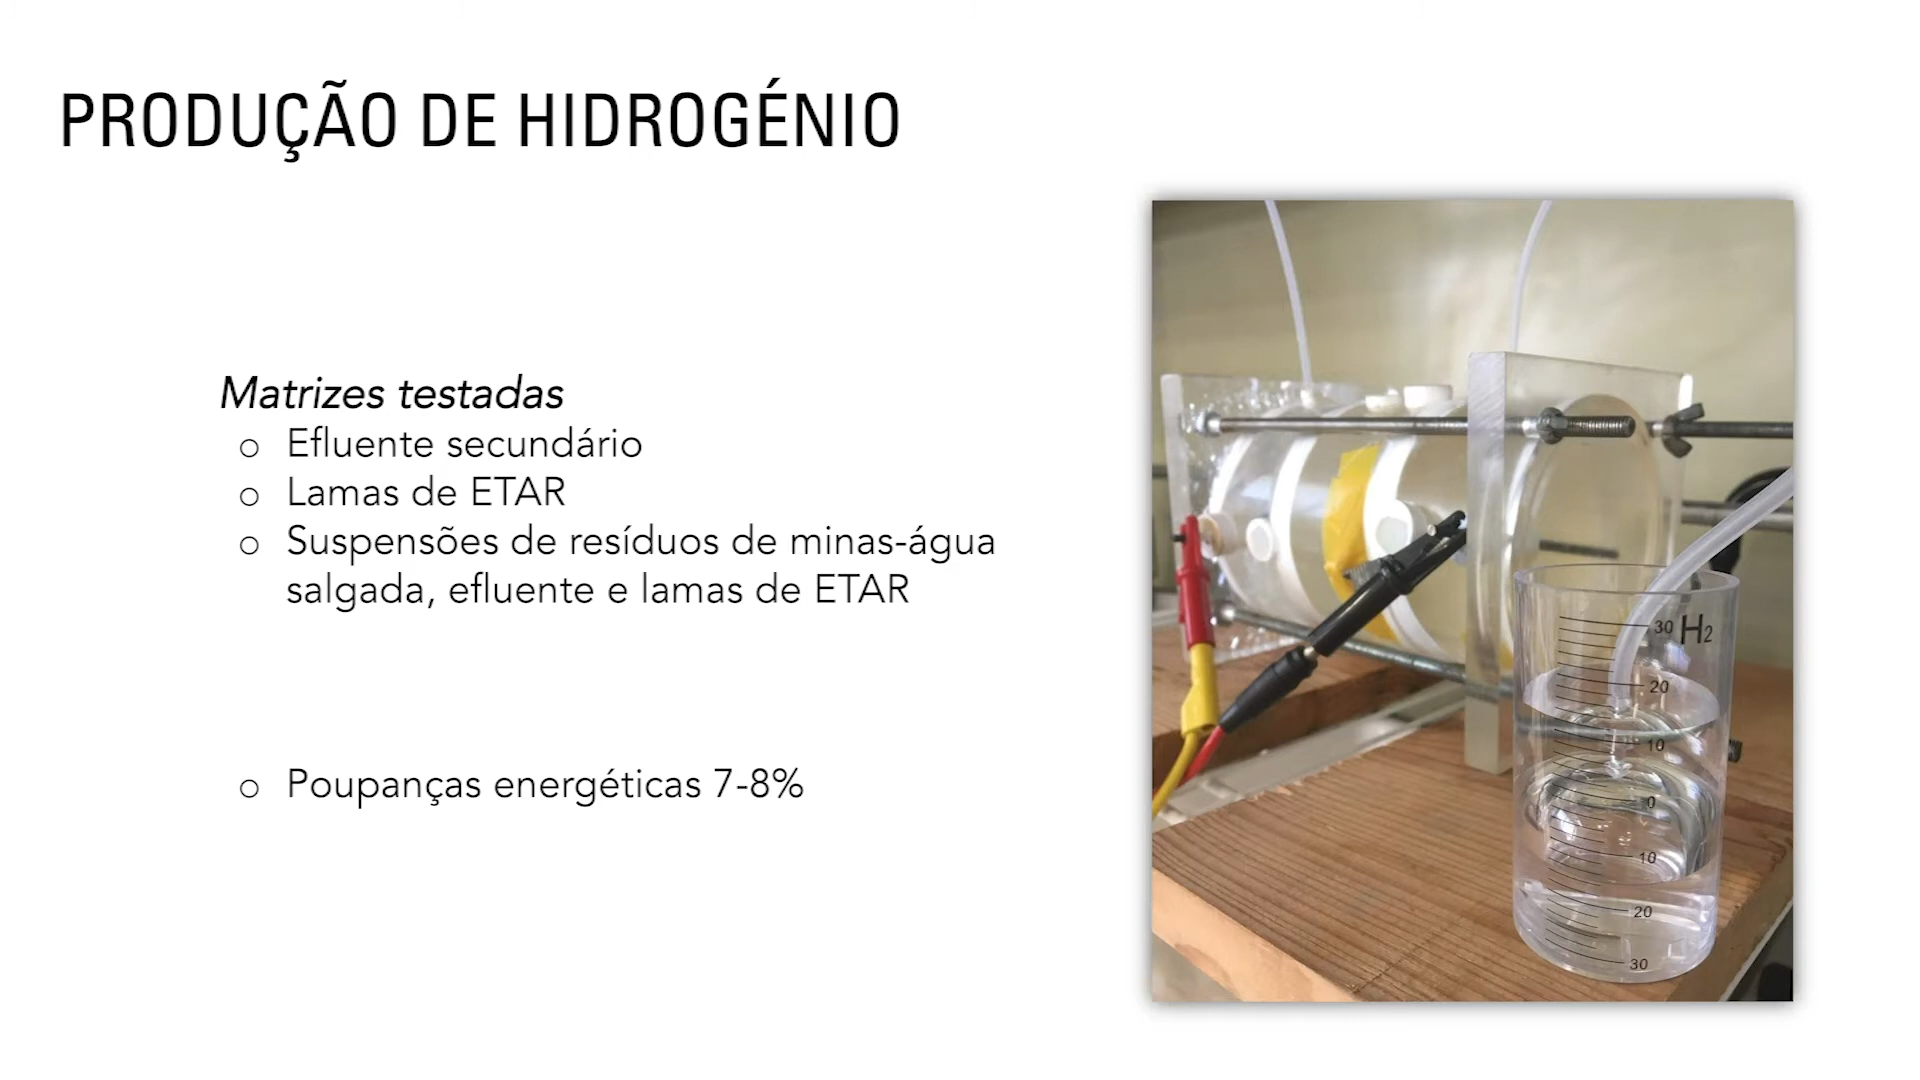 PRODUÇÃO DE HIDROGÉNIO
Matrizes testadas
o Efluente secundário
o Lamas de ETAR
o Suspensões de resíduos de minas-água
salgada, efluente e lamas de ETAR
o Poupanças energéticas 7-8%
30 H2
20
10
0
10
20
30